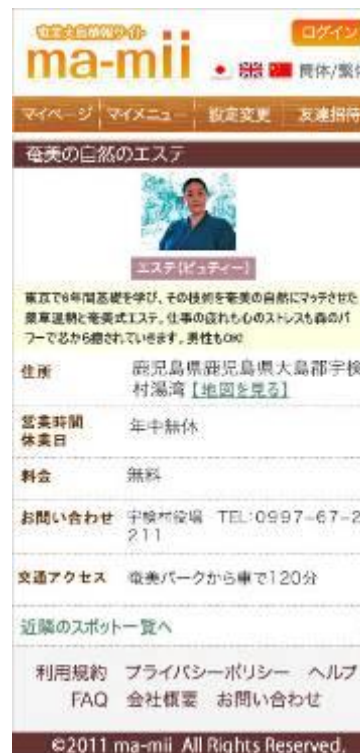 奄美大島情報サイト
ma-mii
ログイン
簡体/繁体
マイページ マイメニュー 設定変更 友達招待
奄美の自然のエステ
エステ(ビューティー)
東京で6年間基礎を学び、その技術を奄美の自然にマッチさせた
薬草温熱と奄美式エステ。仕事の疲れも心のストレスも森のパ
ワーで芯から癒されていきます。男性もOK!
住所 鹿児島県鹿児島県大島郡宇検
村湯湾【地図を見る】
営業時間
休業日 年中無休
料金 無料
お問い合わせ 宇検村役場 TEL:0997-67-2
211
交通アクセス 奄美パークから車で120分
近隣のスポット一覧へ
利用規約 プライバシーポリシー ヘルプ
FAQ 会社概要 お問い合わせ
©2011 ma-mii All Rights Reserved